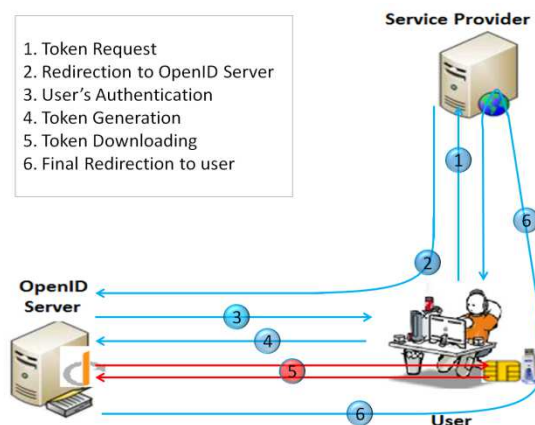 Service Provider
1. Token Request
2. Redirection to OpenID Server
3. User's Authentication
4. Token Generation
5. Token Downloading
6. Final Redirection to user
1
6
2
OpenID
Server
3
4
5
6
User